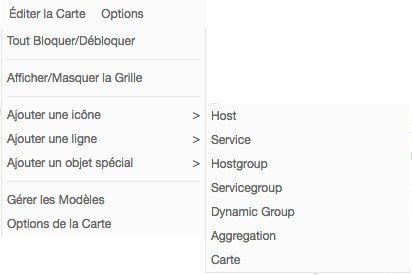 Éditer la Carte Options
Tout Bloquer/Débloquer
Afficher/Masquer la Grille
Ajouter une icône >
Ajouter une ligne >
Ajouter un objet spécial >
Gérer les Modèles
Options de la Carte
Host
Service
Hostgroup
Servicegroup
Dynamic Group
Aggregation
Carte